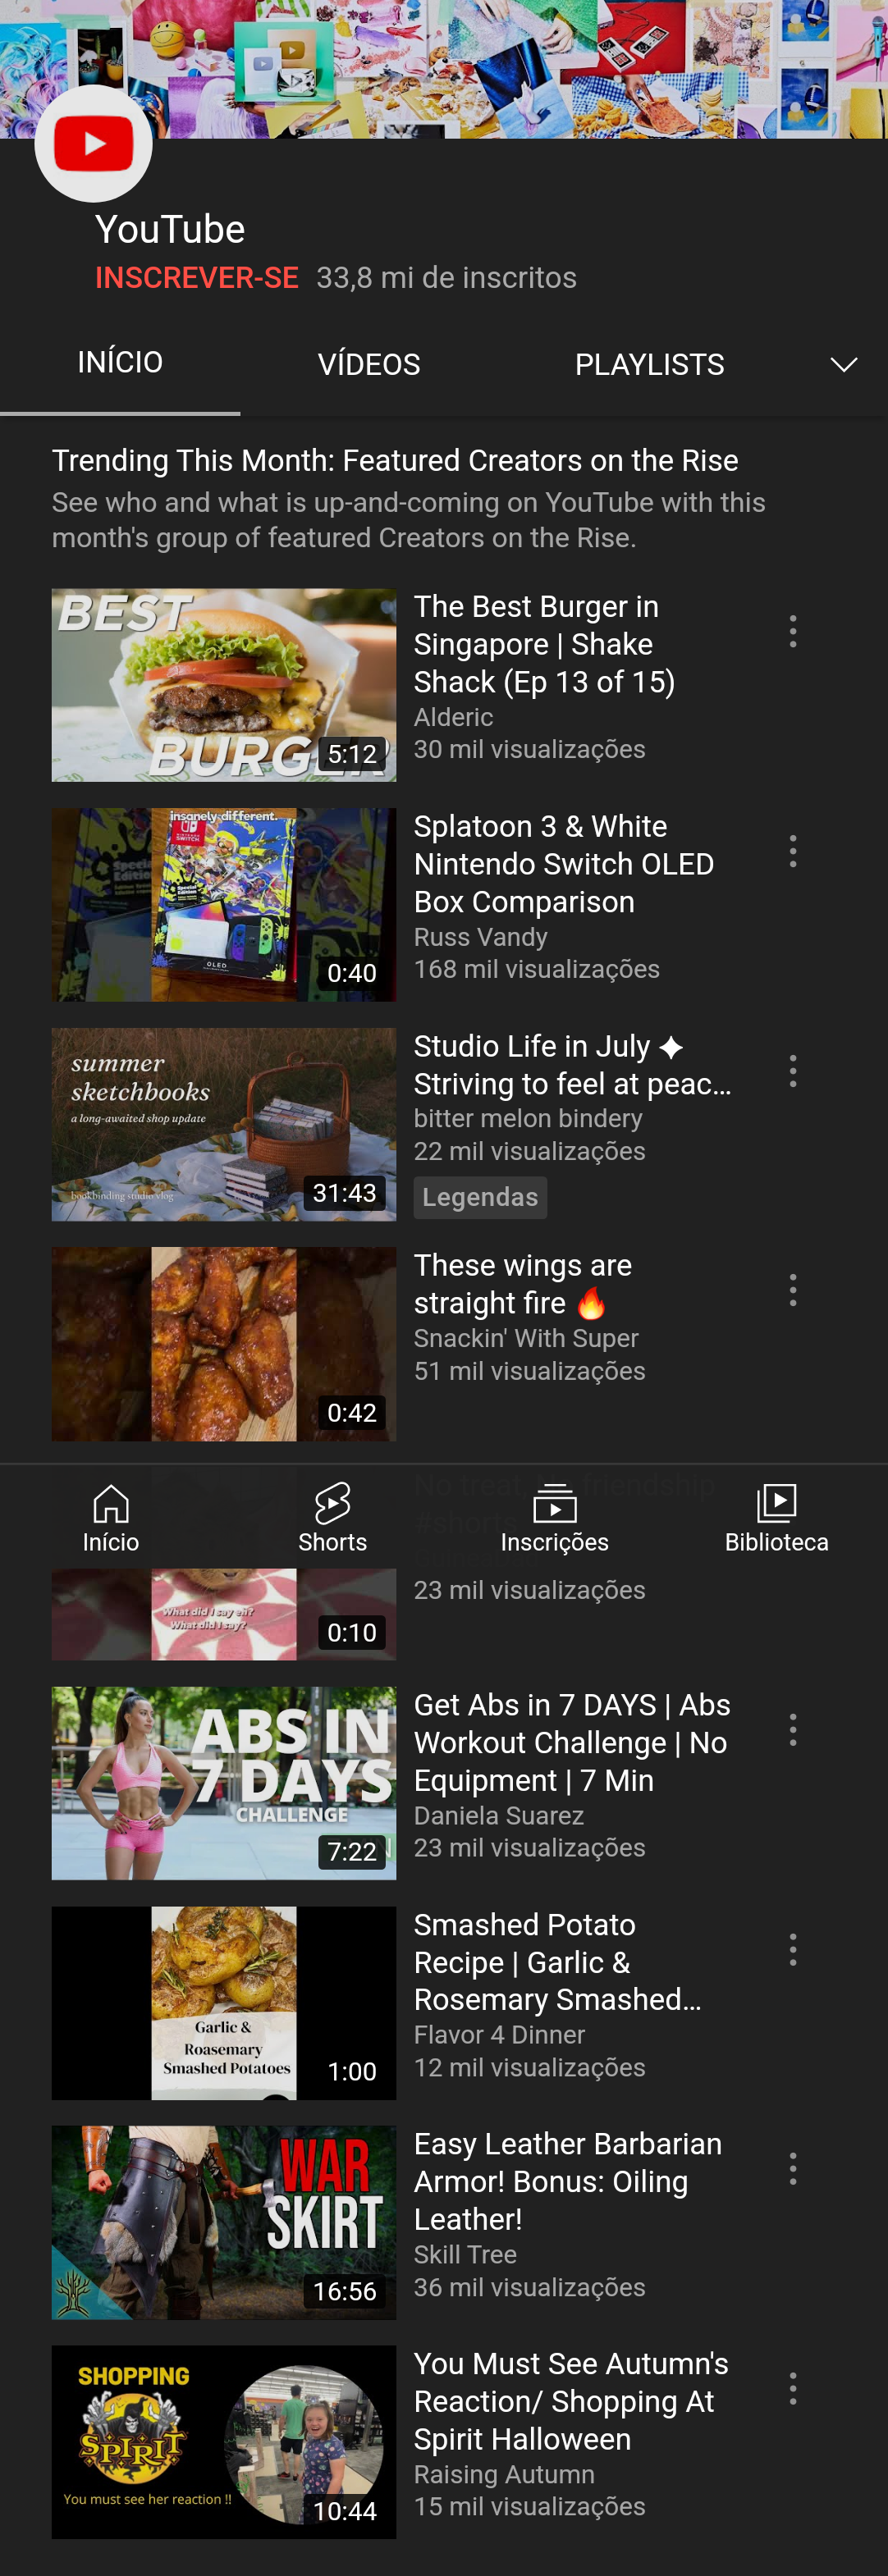 YouTube
INSCREVER-SE 33,8 mi de inscritos
INÍCIO VÍDEOS PLAYLISTS
Trending This Month: Featured Creators on the Rise
See who and what is up-and-coming on YouTube with this
month's group of featured Creators on the Rise.
BEST
BURGER
5:12
The Best Burger in
Singapore | Shake
Shack (Ep 13 of 15)
Alderic
30 mil visualizações
insanely different.
NINTENDO
SWITCH
Special
Edition
OLED
0:40
Splatoon 3 & White
Nintendo Switch OLED
Box Comparison
Russ Vandy
168 mil visualizações
summer
sketchbooks
a long-awaited shop update
bookbinding studio vlog
31:43
Studio Life in July ✦
Striving to feel at peac...
bitter melon bindery
22 mil visualizações
Legendas
0:42
These wings are
straight fire 🔥
Snackin' With Super
51 mil visualizações
No treat, friendship
#shorts
Início Shorts Inscrições Biblioteca
What did I say eh?
What did I say?
0:10
23 mil visualizações
ABS IN
7 DAYS
CHALLENGE
7:22
Get Abs in 7 DAYS | Abs
Workout Challenge | No
Equipment | 7 Min
Daniela Suarez
23 mil visualizações
Garlic &
Roasemary
Smashed Potatoes
1:00
Smashed Potato
Recipe | Garlic &
Rosemary Smashed...
Flavor 4 Dinner
12 mil visualizações
WAR
SKIRT
16:56
Easy Leather Barbarian
Armor! Bonus: Oiling
Leather!
Skill Tree
36 mil visualizações
SHOPPING
SPIRIT
You must see her reaction !!
10:44
You Must See Autumn's
Reaction/ Shopping At
Spirit Halloween
Raising Autumn
15 mil visualizações